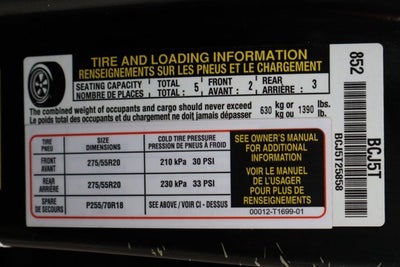 TIRE AND LOADING INFORMATION
RENSEIGNEMENTS SUR LES PNEUS ET LE CHARGEMENT
SEATING CAPACITY TOTAL : 5 FRONT : 2 REAR : 3
NOMBRE DE PLACES TOTAL : 5 AVANT : 2 ARRIÈRE : 3
The combined weight of occupants and cargo should never exceed 630 kg or 1390 lbs.
Le poids total des occupants et du chargement ne doit jamais dépasser 630 kg ou 1390 lb.
TIRE PNEU
SIZE DIMENSIONS
COLD TIRE PRESSURE PRESSION DE PNEUS À FROID
FRONT AVANT 275/55R20 210 kPa 30 PSI
REAR ARRIÈRE 275/55R20 230 kPa 33 PSI
SPARE DE SECOURS P255/70R18 SEE ABOVE / VOIR CI - DESSUS
SEE OWNER'S MANUAL
FOR ADDITIONAL
INFORMATION
VOIR LE MANUEL
DE L'USAGER
POUR PLUS DE
RENSEIGNEMENTS
00012-T1699-01
852
BCJ5T
BCJ5T25858